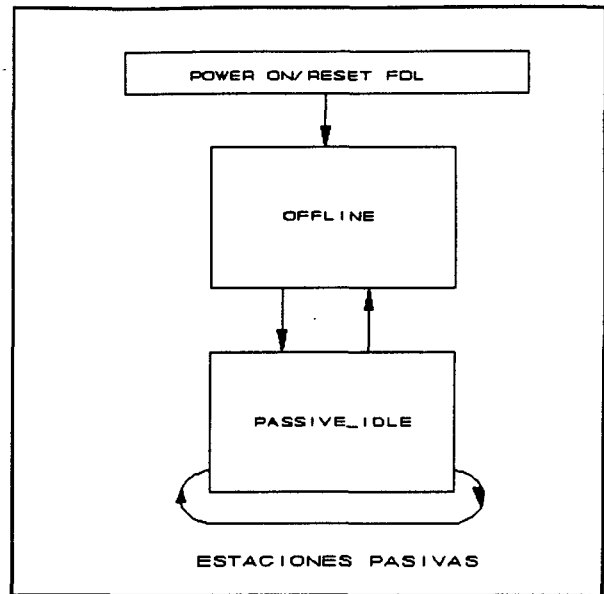 POWER ON/RESET FDL
OFFLINE
PASSIVE_IDLE
ESTACIONES PASIVAS